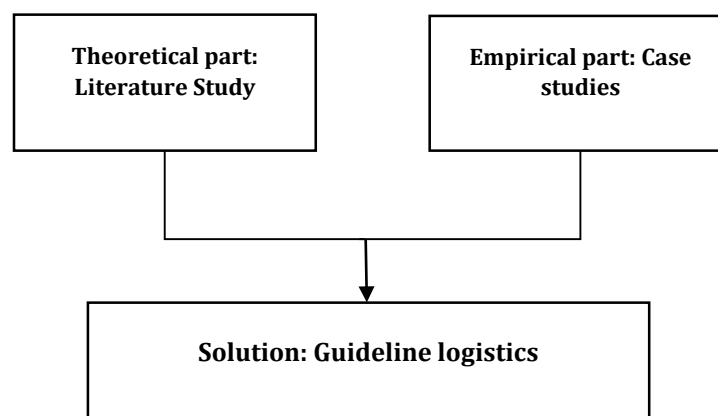 Theoretical part:
Literature Study
Empirical part: Case
studies
Solution: Guideline logistics